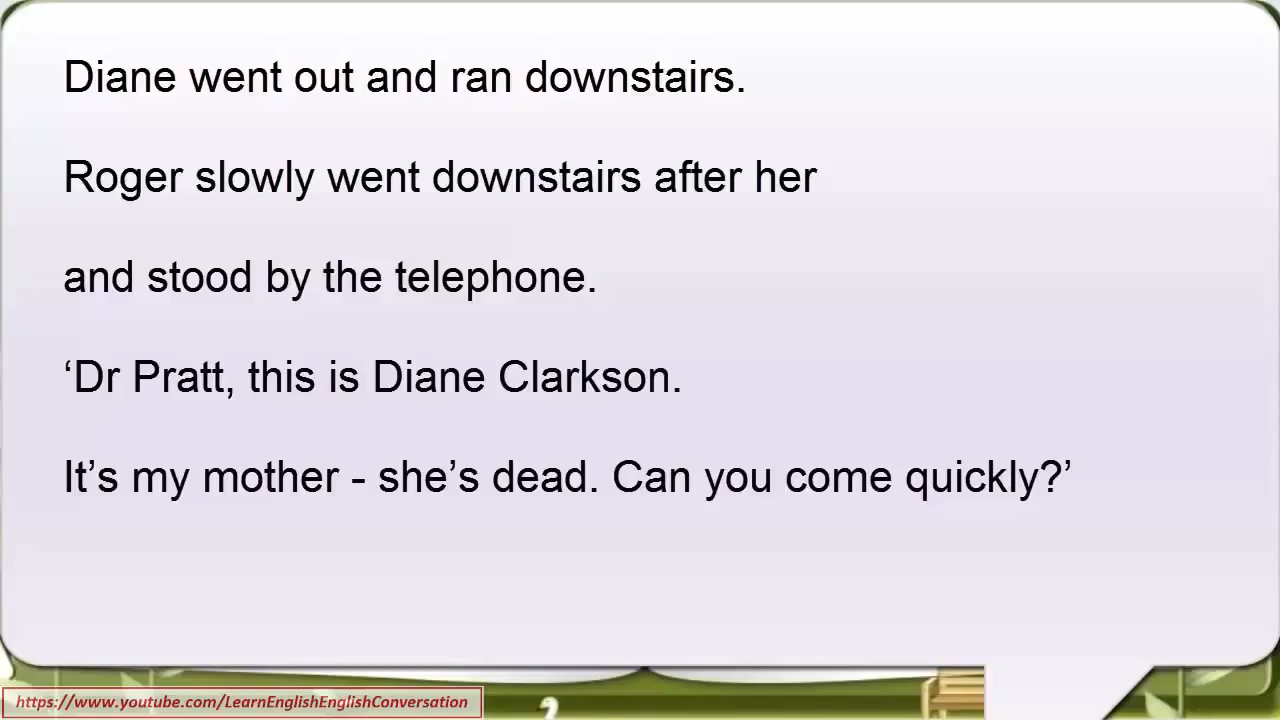 Diane went out and ran downstairs.
Roger slowly went downstairs after her
and stood by the telephone.
‘Dr Pratt, this is Diane Clarkson.
It’s my mother - she’s dead. Can you come quickly?’
https://www.youtube.com/LearnEnglishEnglishConversation